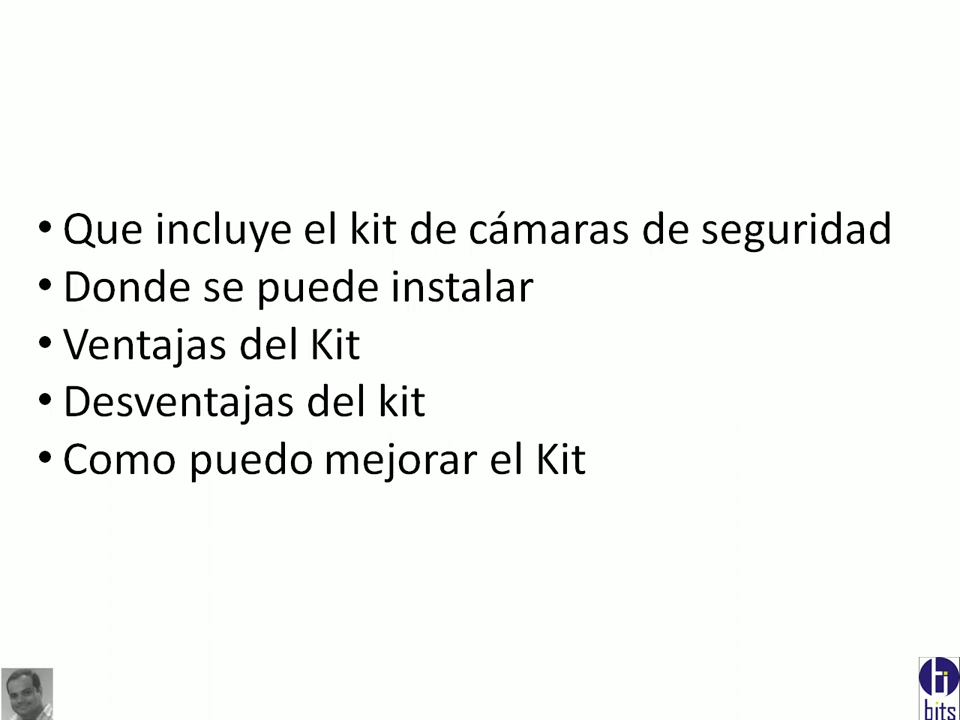 • Que incluye el kit de cámaras de seguridad
• Donde se puede instalar
• Ventajas del Kit
• Desventajas del kit
• Como puedo mejorar el Kit
bits